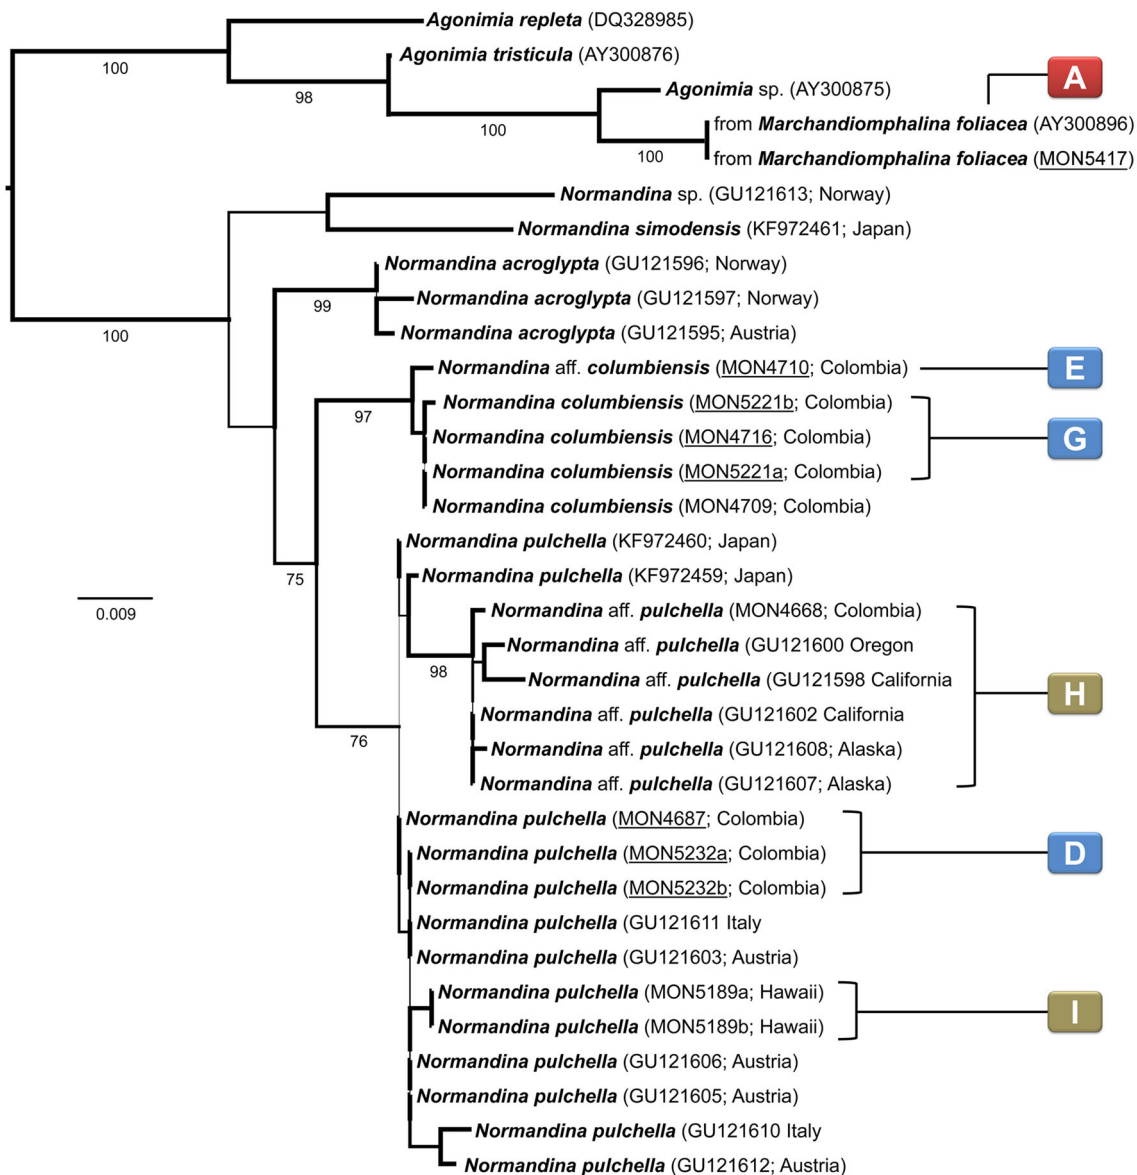 Agonimia repleta (DQ328985)
Agonimia tristicula (AY300876)
100
A
98
Agonimia sp. (AY300875)
from Marchandiomphalina foliacea (AY300896)
100
from Marchandiomphalina foliacea (MON5417)
100
Normandina sp. (GU121613; Norway)
Normandina simodensis (KF972461; Japan)
Normandina acroglypta (GU121596; Norway)
Normandina acroglypta (GU121597; Norway)
99
Normandina acroglypta (GU121595; Austria)
100
Normandina aff. columbiensis (MON4710; Colombia)
E
Normandina columbiensis (MON5221b; Colombia)
97
Normandina columbiensis (MON4716; Colombia)
G
Normandina columbiensis (MON5221a; Colombia)
Normandina columbiensis (MON4709; Colombia)
Normandina pulchella (KF972460; Japan)
Normandina pulchella (KF972459; Japan)
75
0.009
Normandina aff. pulchella (MON4668; Colombia)
Normandina aff. pulchella (GU121600 Oregon
98
Normandina aff. pulchella (GU121598 California
H
Normandina aff. pulchella (GU121602 California
76
Normandina aff. pulchella (GU121608; Alaska)
Normandina aff. pulchella (GU121607; Alaska)
Normandina pulchella (MON4687; Colombia)
Normandina pulchella (MON5232a; Colombia)
D
Normandina pulchella (MON5232b; Colombia)
Normandina pulchella (GU121611 Italy
Normandina pulchella (GU121603; Austria)
Normandina pulchella (MON5189a; Hawaii)
I
Normandina pulchella (MON5189b; Hawaii)
Normandina pulchella (GU121606; Austria)
Normandina pulchella (GU121605; Austria)
Normandina pulchella (GU121610 Italy
Normandina pulchella (GU121612; Austria)